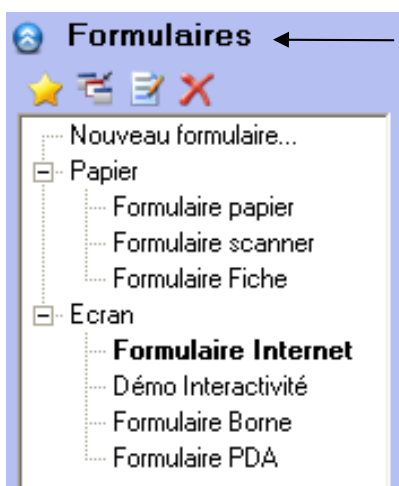 Formulaires
Nouveau formulaire...
Papier
Formulaire papier
Formulaire scanner
Formulaire Fiche
Ecran
Formulaire Internet
Démo Interactivité
Formulaire Borne
Formulaire PDA